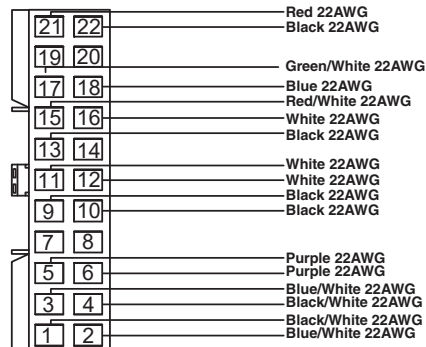 21 22 Red 22AWG
Black 22AWG
19 20
Green/White 22AWG
17 18 Blue 22AWG
Red/White 22AWG
15 16 White 22AWG
Black 22AWG
13 14
White 22AWG
11 12 White 22AWG
Black 22AWG
9 10 Black 22AWG
7 8
Purple 22AWG
5 6 Purple 22AWG
Blue/White 22AWG
3 4 Black/White 22AWG
Black/White 22AWG
1 2 Blue/White 22AWG